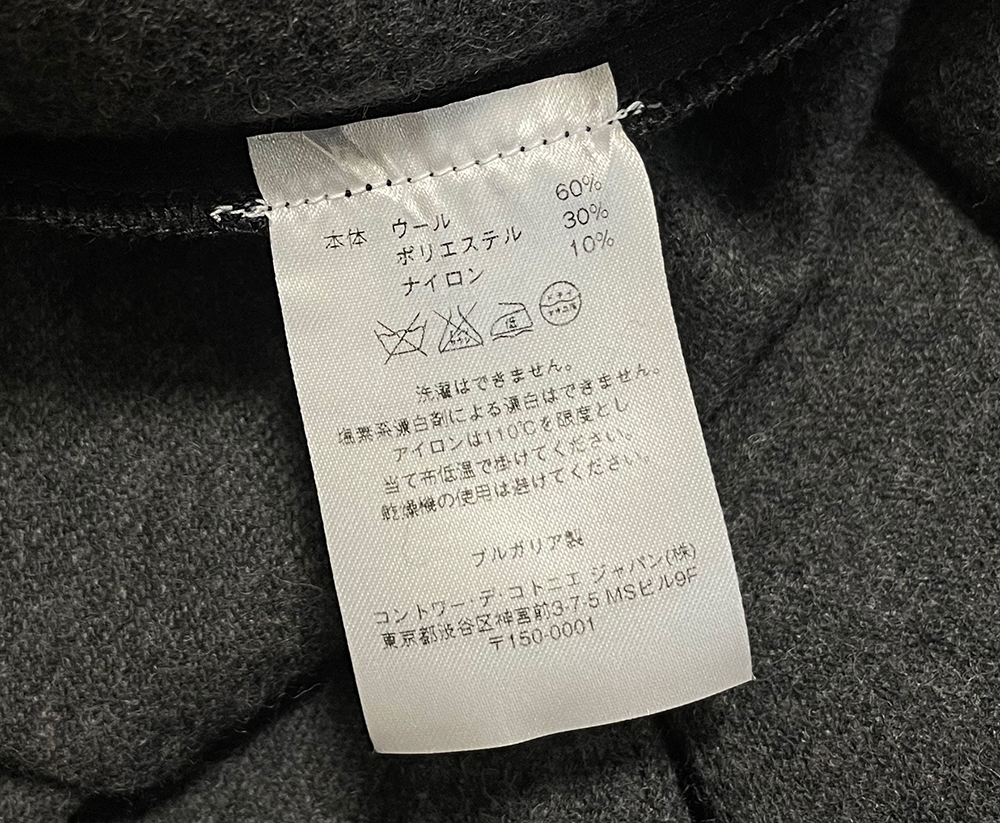 本体 ウール 60%
ポリエステル 30%
ナイロン 10%
低 ドライ
洗濯はできません。
塩素系漂白剤による漂白はできません。
アイロンは110℃を限度とし
当て布低温で掛けてください。
乾燥機の使用は避けてください。
ブルガリア製
コントワー・デ・コトニエ ジャパン(株)
東京都渋谷区神宮前3-7-5 MSビル9F
〒150-0001